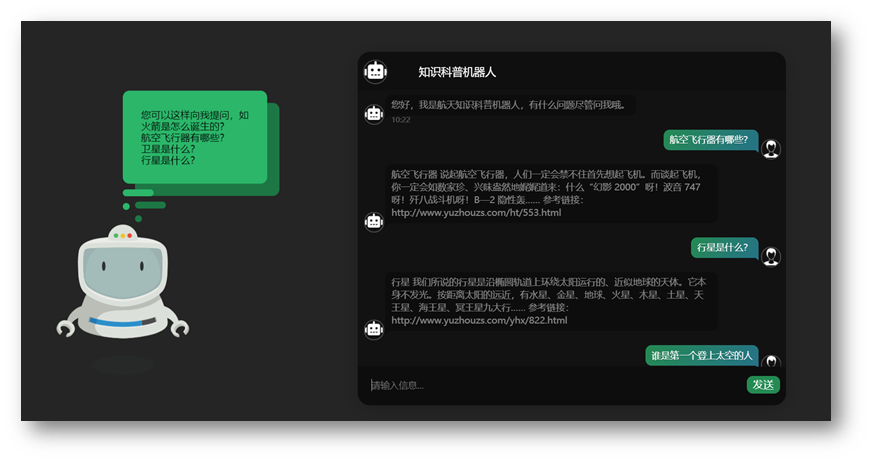 您可以这样向我提问，如
火箭是怎么诞生的？
航空飞行器有哪些？
卫星是什么？
行星是什么？
知识科普机器人
您好，我是航天知识科普机器人，有什么问题尽管问我哦。
10:22
航空飞行器有哪些？
航空飞行器 说起航空飞行器，人们一定会禁不住首先想起飞机。而谈起飞机，
你一定会如数家珍、兴味盎然地娓娓道来：什么“幻影 2000”呀！波音 747
呀！歼八战斗机呀！B—2 隐性轰…… 参考链接：
http://www.yuzhouzs.com/ht/553.html
行星是什么？
行星 我们所说的行星是沿椭圆轨道上环绕太阳运行的、近似地球的天体。它本
身不发光。按距离太阳的远近，有水星、金星、地球、火星、木星、土星、天
王星、海王星、冥王星九大行…… 参考链接：
http://www.yuzhouzs.com/yhx/822.html
谁是第一个登上太空的人
请输入信息...
发送